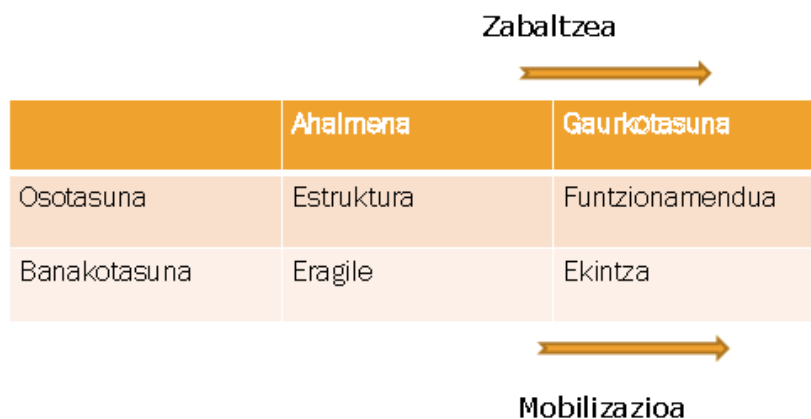 Zabaltzea
Ahalmena Gaurkotasuna
Osotasuna Estruktura Funtzionamendua
Banakotasuna Eragile Ekintza
Mobilizazioa